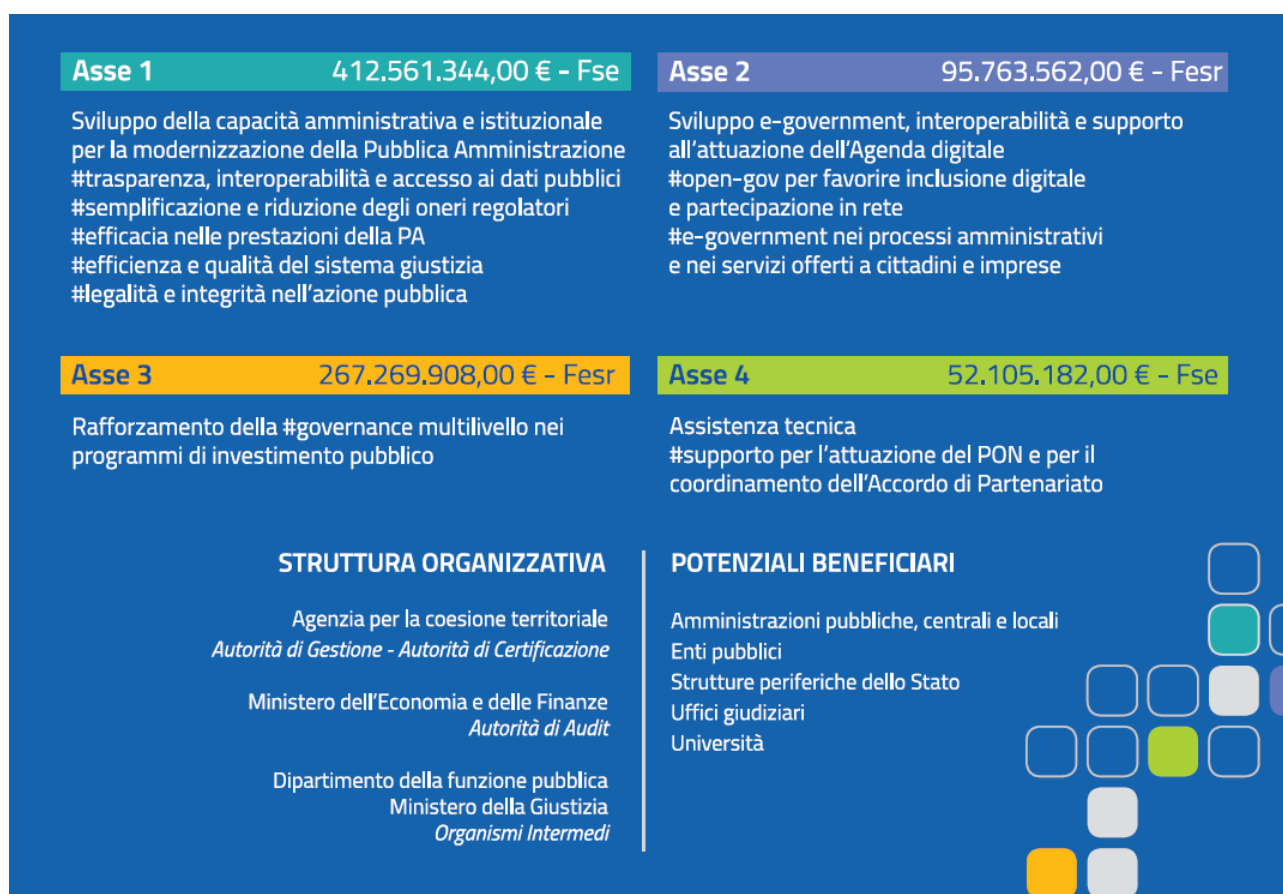 Asse 1 412.561.344,00 € - Fse
Sviluppo della capacità amministrativa e istituzionale
per la modernizzazione della Pubblica Amministrazione
#trasparenza, interoperabilità e accesso ai dati pubblici
#semplificazione e riduzione degli oneri regolatori
#efficacia nelle prestazioni della PA
#efficienza e qualità del sistema giustizia
#legalità e integrità nell'azione pubblica
Asse 2 95.763.562,00 € - Fesr
Sviluppo e-government, interoperabilità e supporto
all'attuazione dell'Agenda digitale
#open-gov per favorire inclusione digitale
e partecipazione in rete
#e-government nei processi amministrativi
e nei servizi offerti a cittadini e imprese
Asse 3 267.269.908,00 € - Fesr
Rafforzamento della #governance multilivello nei
programmi di investimento pubblico
Asse 4 52.105.182,00 € - Fse
Assistenza tecnica
#supporto per l'attuazione del PON e per il
coordinamento dell'Accordo di Partenariato
STRUTTURA ORGANIZZATIVA
Agenzia per la coesione territoriale
Autorità di Gestione - Autorità di Certificazione
Ministero dell'Economia e delle Finanze
Autorità di Audit
Dipartimento della funzione pubblica
Ministero della Giustizia
Organismi Intermedi
POTENZIALI BENEFICIARI
Amministrazioni pubbliche, centrali e locali
Enti pubblici
Strutture periferiche dello Stato
Uffici giudiziari
Università